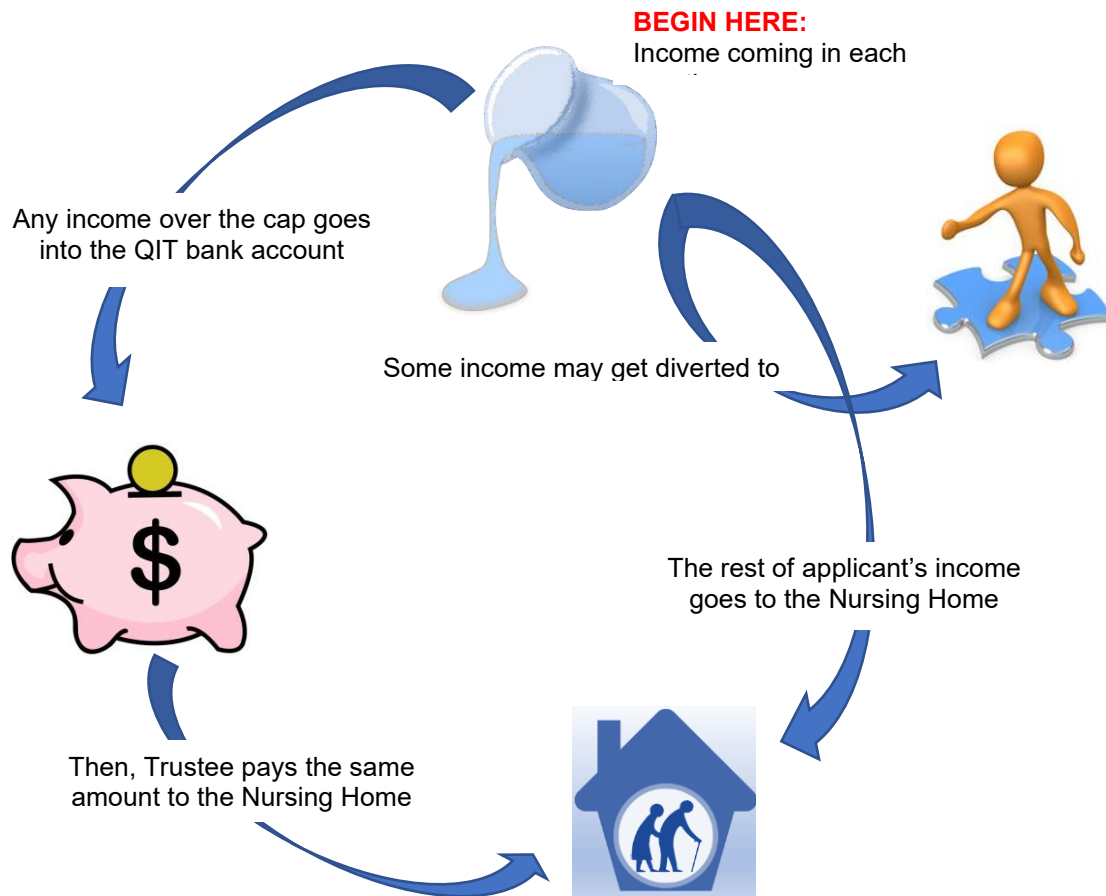 BEGIN HERE:
Income coming in each
Any income over the cap goes
into the QIT bank account
Some income may get diverted to
$
The rest of applicant's income
goes to the Nursing Home
Then, Trustee pays the same
amount to the Nursing Home